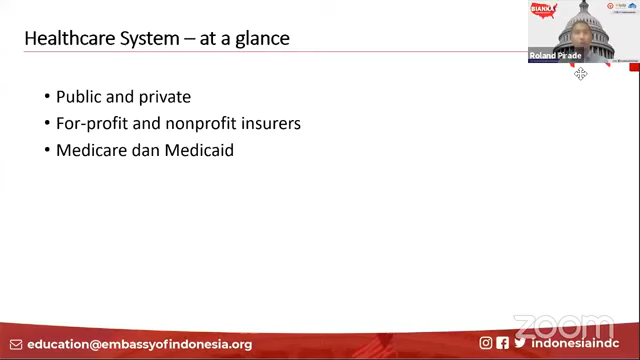 Healthcare System – at a glance
BIANKA
Roland Pirade
• Public and private
• For-profit and nonprofit insurers
• Medicare dan Medicaid
zoom
education@embassyofindonesia.org
indonesiaindc